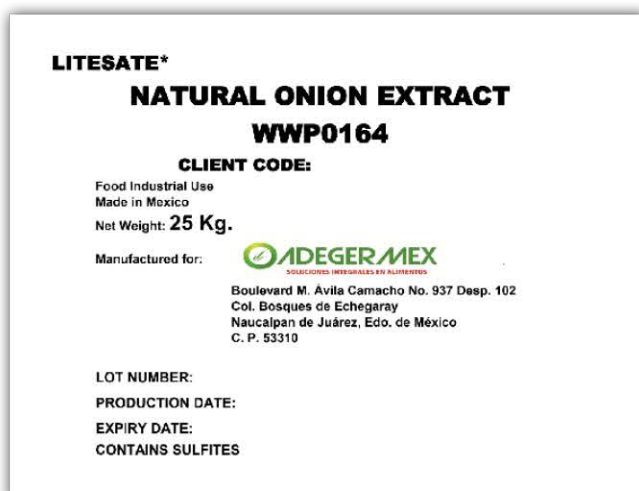 LITESATE*
NATURAL ONION EXTRACT
WWP0164
CLIENT CODE:
Food Industrial Use
Made in Mexico
Net Weight: 25 Kg.
Manufactured for: ADEGERMEX
SOLUCIONES INTEGRALES EN ALIMENTOS
Boulevard M. Ávila Camacho No. 937 Desp. 102
Col. Bosques de Echegaray
Naucalpan de Juárez, Edo. de México
C. P. 53310
LOT NUMBER:
PRODUCTION DATE:
EXPIRY DATE:
CONTAINS SULFITES